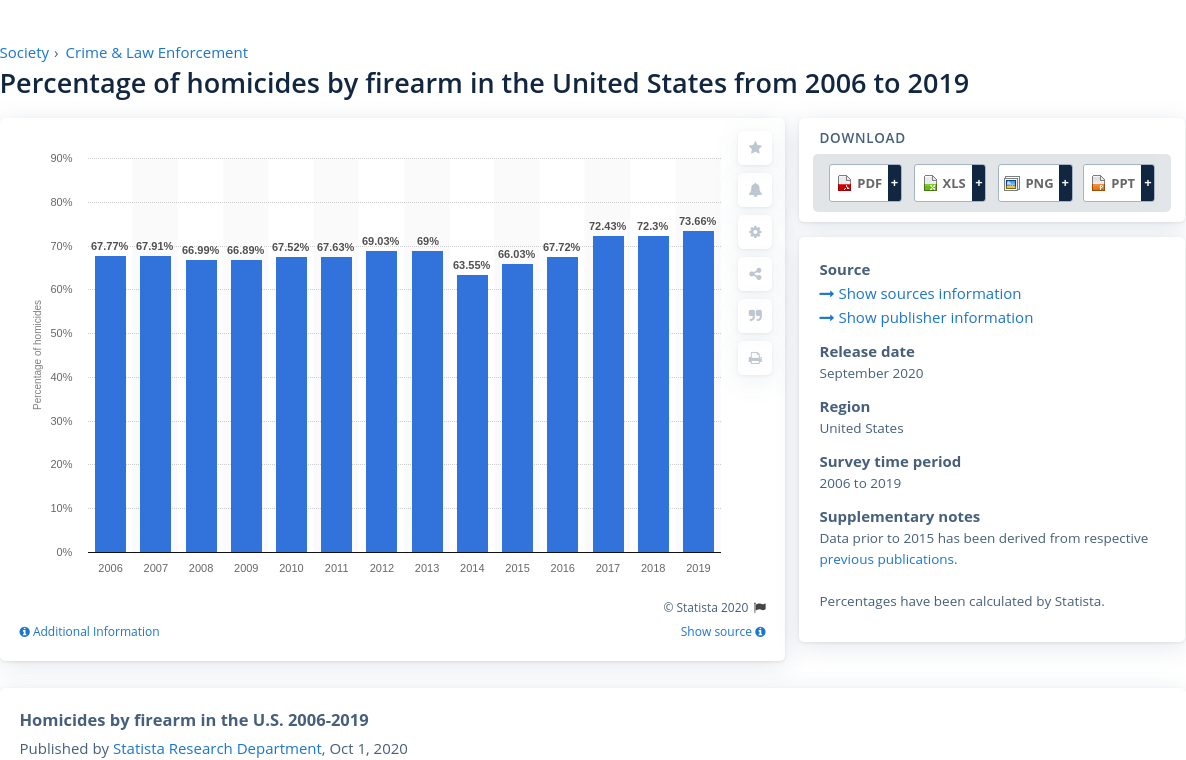 Society › Crime & Law Enforcement
Percentage of homicides by firearm in the United States from 2006 to 2019
90%
80%
70%
60%
50%
40%
30%
20%
10%
0%
Percentage of homicides
67.77%
67.91%
66.99%
66.89%
67.52%
67.63%
69.03%
69%
63.55%
66.03%
67.72%
72.43%
72.3%
73.66%
2006
2007
2008
2009
2010
2011
2012
2013
2014
2015
2016
2017
2018
2019
© Statista 2020
Additional Information
Show source
DOWNLOAD
PDF +
XLS +
PNG +
PPT +
Source
Show sources information
Show publisher information
Release date
September 2020
Region
United States
Survey time period
2006 to 2019
Supplementary notes
Data prior to 2015 has been derived from respective
previous publications.
Percentages have been calculated by Statista.
Homicides by firearm in the U.S. 2006-2019
Published by Statista Research Department, Oct 1, 2020